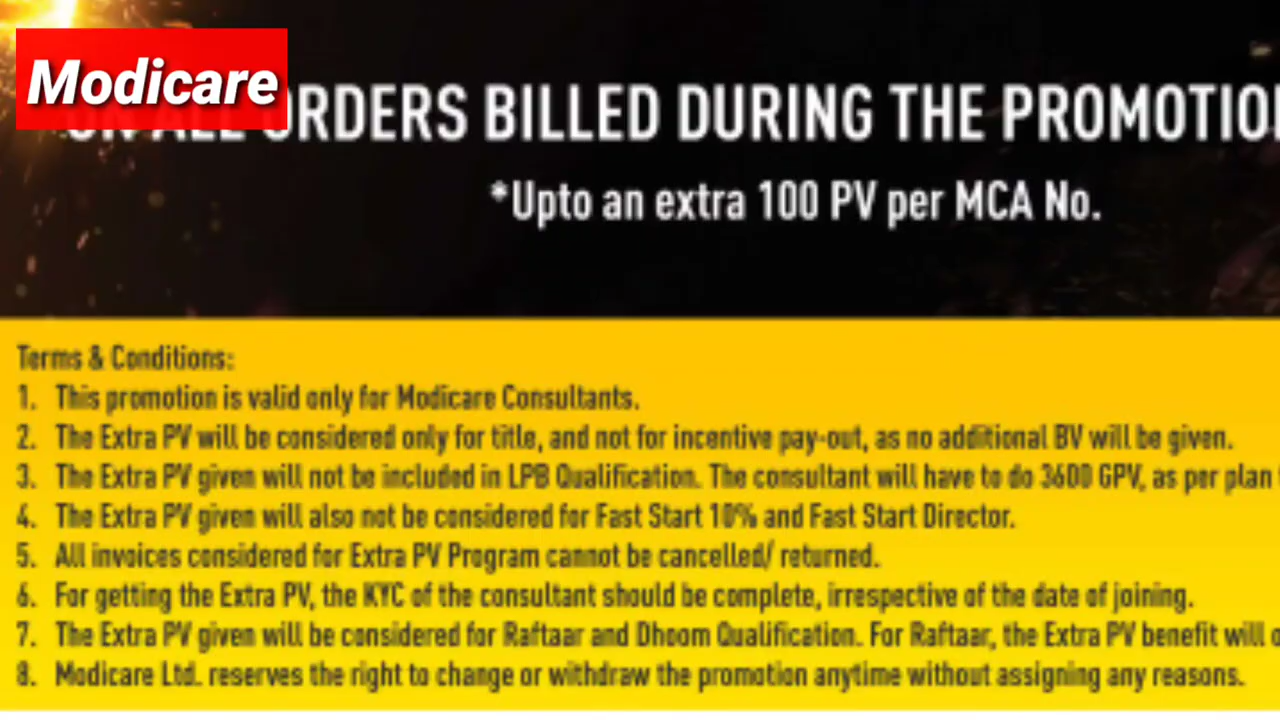 Modicare
ORDERS BILLED DURING THE PROMOTIO
*Upto an extra 100 PV per MCA No.
Terms & Conditions:
1. This promotion is valid only for Modicare Consultants.
2. The Extra PV will be considered only for title, and not for incentive pay-out, as no additional BV will be given.
3. The Extra PV given will not be included in LPB Qualification. The consultant will have to do 3600 GPV, as per plan
4. The Extra PV given will also not be considered for Fast Start 10% and Fast Start Director.
5. All invoices considered for Extra PV Program cannot be cancelled/ returned.
6. For getting the Extra PV, the KYC of the consultant should be complete, irrespective of the date of joining.
7. The Extra PV given will be considered for Raftaar and Dhoom Qualification. For Raftaar, the Extra PV benefit will
8. Modicare Ltd. reserves the right to change or withdraw the promotion anytime without assigning any reasons.